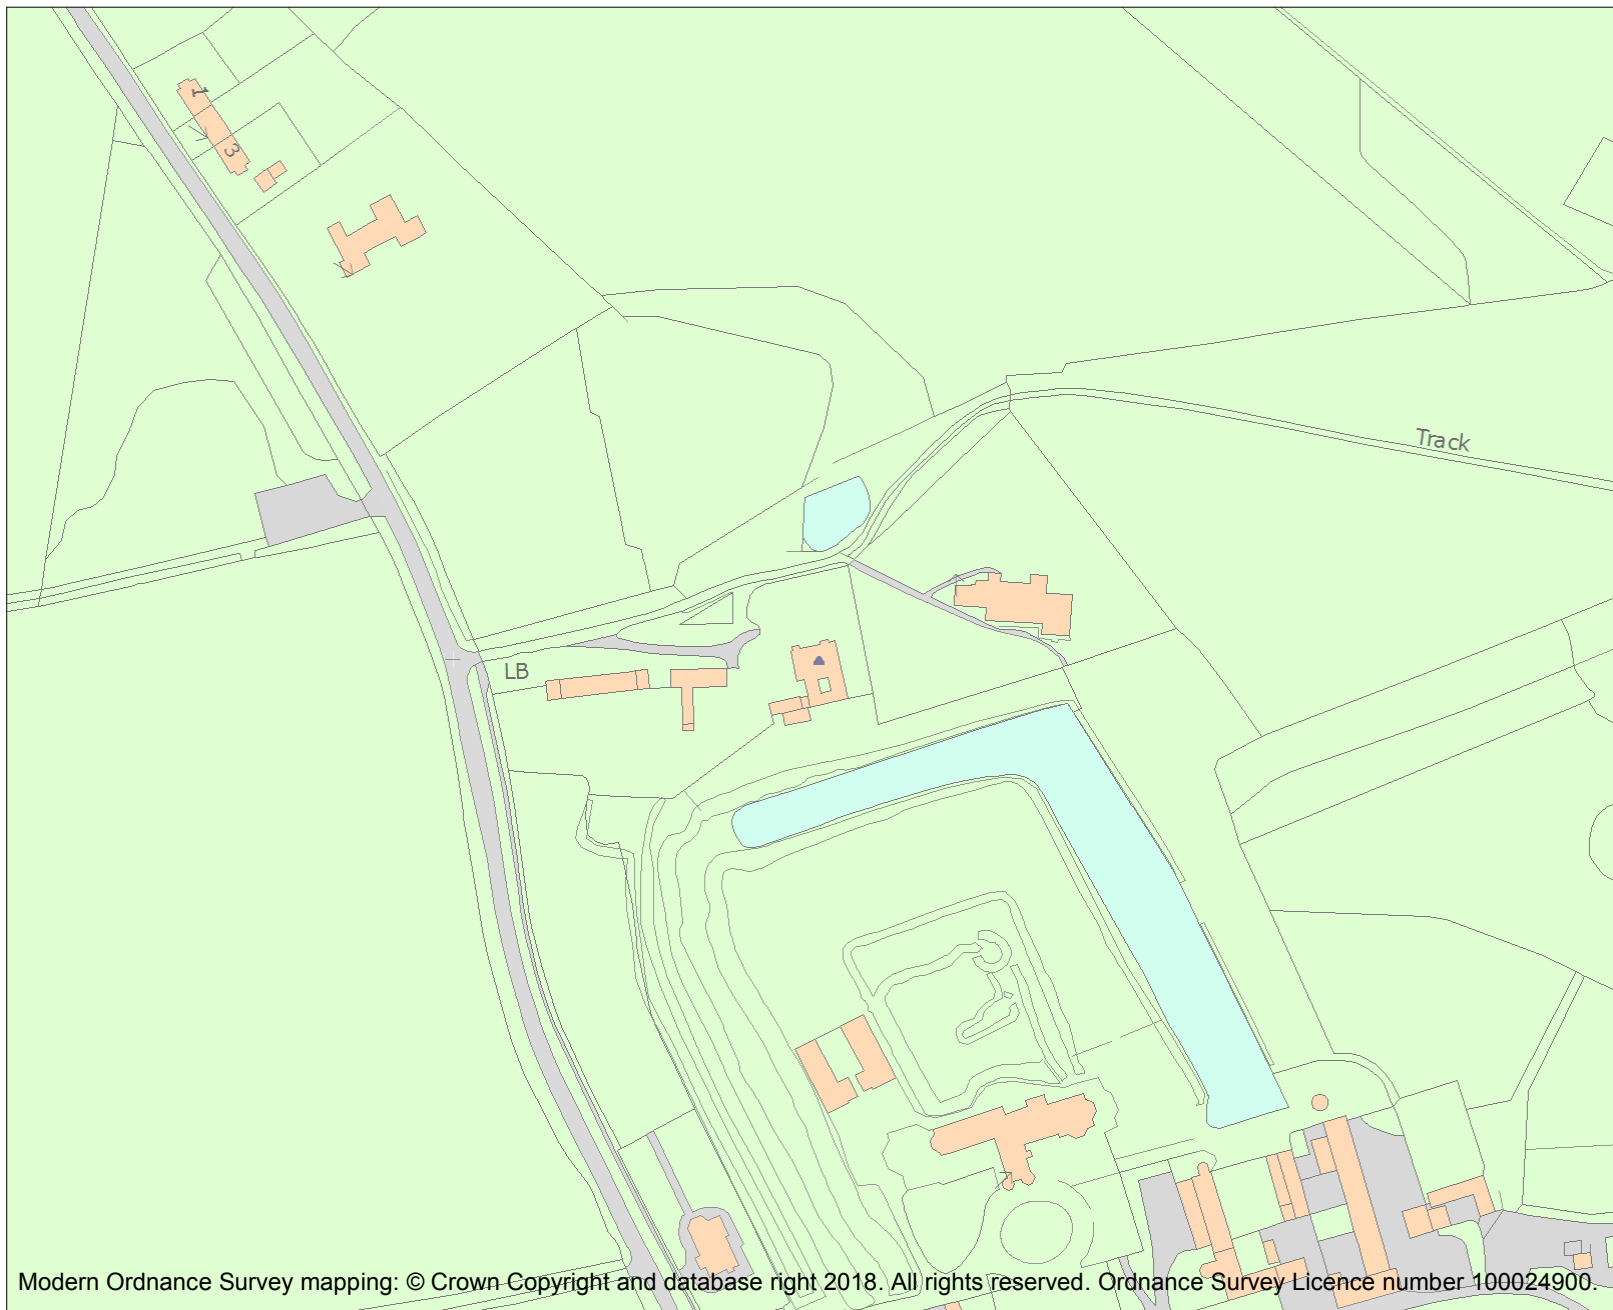 1
3
Track
LB
Modern Ordnance Survey mapping: © Crown Copyright and database right 2018. All rights reserved. Ordnance Survey Licence number 100024900.